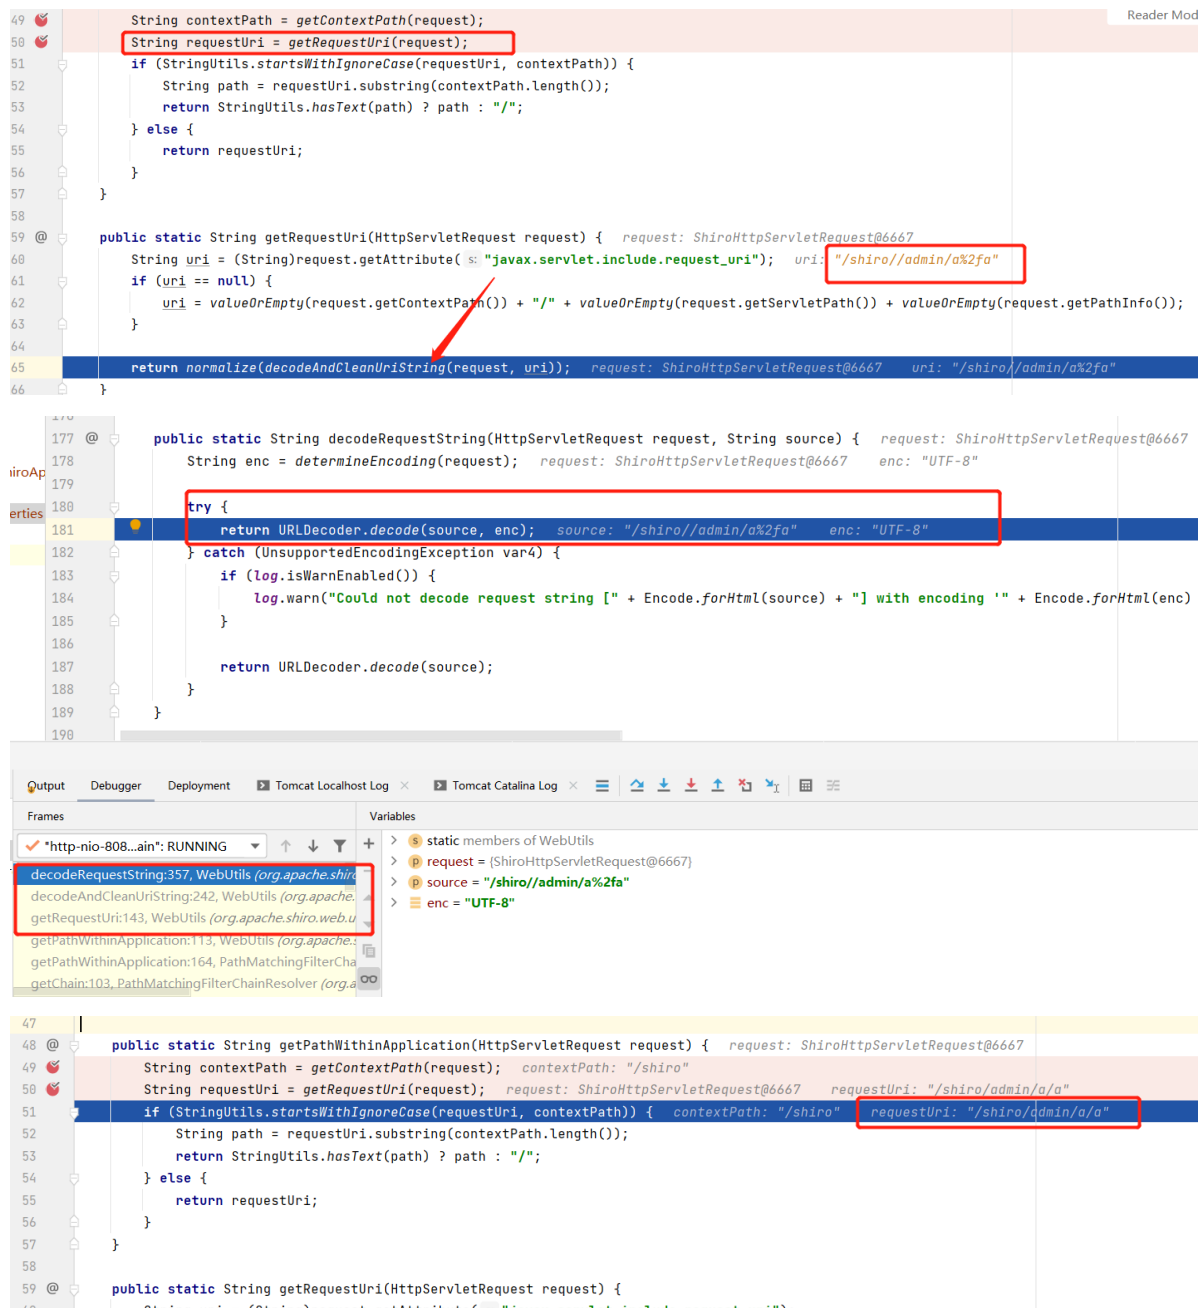 Reader Mod
49 String contextPath = getContextPath(request);
50 String requestUri = getRequestUri(request);
51 if (StringUtils.startsWithIgnoreCase(requestUri, contextPath)) {
52 String path = requestUri.substring(contextPath.length());
53 return StringUtils.hasText(path) ? path : "/";
54 } else {
55 return requestUri;
56 }
57 }
58
59 @ public static String getRequestUri(HttpServletRequest request) { request: ShiroHttpServletRequest@6667
60 String uri = (String)request.getAttribute( s: "javax.servlet.include.request_uri"); uri: "/shiro//admin/a%2fa"
61 if (uri == null) {
62 uri = valueOrEmpty(request.getContextPath()) + "/" + valueOrEmpty(request.getServletPath()) + valueOrEmpty(request.getPathInfo());
63 }
64
65 return normalize(decodeAndCleanUriString(request, uri)); request: ShiroHttpServletRequest@6667 uri: "/shiro//admin/a%2fa"
66 }
177 @ public static String decodeRequestString(HttpServletRequest request, String source) { request: ShiroHttpServletRequest@6667
178 String enc = determineEncoding(request); request: ShiroHttpServletRequest@6667 enc: "UTF-8"
hiroAp
179
180 try {
erties
181 return URLDecoder.decode(source, enc); source: "/shiro//admin/a%2fa" enc: "UTF-8"
182 } catch (UnsupportedEncodingException var4) {
183 if (log.isWarnEnabled()) {
184 log.warn("Could not decode request string [" + Encode.forHtml(source) + "] with encoding '" + Encode.forHtml(enc)
185 }
186
187 return URLDecoder.decode(source);
188 }
189 }
190
Output Debugger Deployment Tomcat Localhost Log × Tomcat Catalina Log ×
Frames Variables
"http-nio-808...ain": RUNNING
static members of WebUtils
request = {ShiroHttpServletRequest@6667}
source = "/shiro//admin/a%2fa"
enc = "UTF-8"
decodeRequestString:357, WebUtils (org.apache.shiro
decodeAndCleanUriString:242, WebUtils (org.apache.
getRequestUri:143, WebUtils (org.apache.shiro.web.u
getPathWithinApplication:113, WebUtils (org.apache.s
getPathWithinApplication:164, PathMatchingFilterCha
getChain:103, PathMatchingFilterChainResolver (org.a
47
48 @ public static String getPathWithinApplication(HttpServletRequest request) { request: ShiroHttpServletRequest@6667
49 String contextPath = getContextPath(request); contextPath: "/shiro"
50 String requestUri = getRequestUri(request); request: ShiroHttpServletRequest@6667 requestUri: "/shiro/admin/a/a"
51 if (StringUtils.startsWithIgnoreCase(requestUri, contextPath)) { contextPath: "/shiro" requestUri: "/shiro/admin/a/a"
52 String path = requestUri.substring(contextPath.length());
53 return StringUtils.hasText(path) ? path : "/";
54 } else {
55 return requestUri;
56 }
57 }
58
59 @ public static String getRequestUri(HttpServletRequest request) {